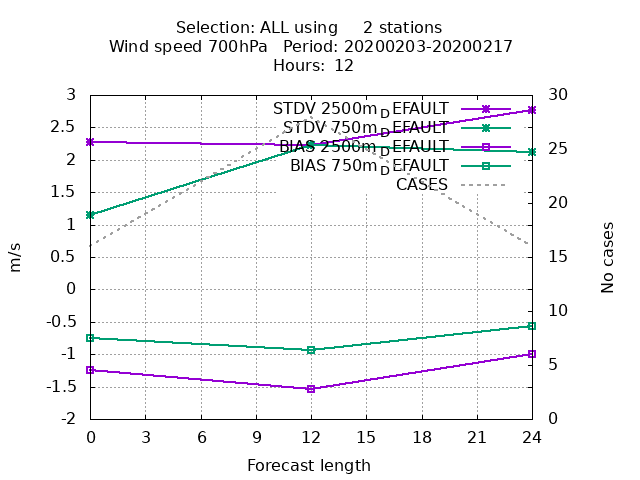 Selection: ALL using     2 stations
Wind speed 700hPa   Period: 20200203-20200217
Hours: 12
STDV 2500m_DEFAULT
STDV 750m_DEFAULT
BIAS 2500m_DEFAULT
BIAS 750m_DEFAULT
CASES
3
2.5
2
1.5
1
0.5
0
-0.5
-1
-1.5
-2
m/s
30
25
20
15
10
5
0
No cases
0 3 6 9 12 15 18 21 24
Forecast length